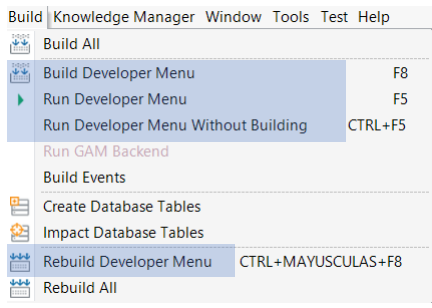 Build Knowledge Manager Window Tools Test Help
Build All
Build Developer Menu F8
Run Developer Menu F5
Run Developer Menu Without Building CTRL+F5
Run GAM Backend
Build Events
Create Database Tables
Impact Database Tables
Rebuild Developer Menu CTRL+MAYUSCULAS+F8
Rebuild All